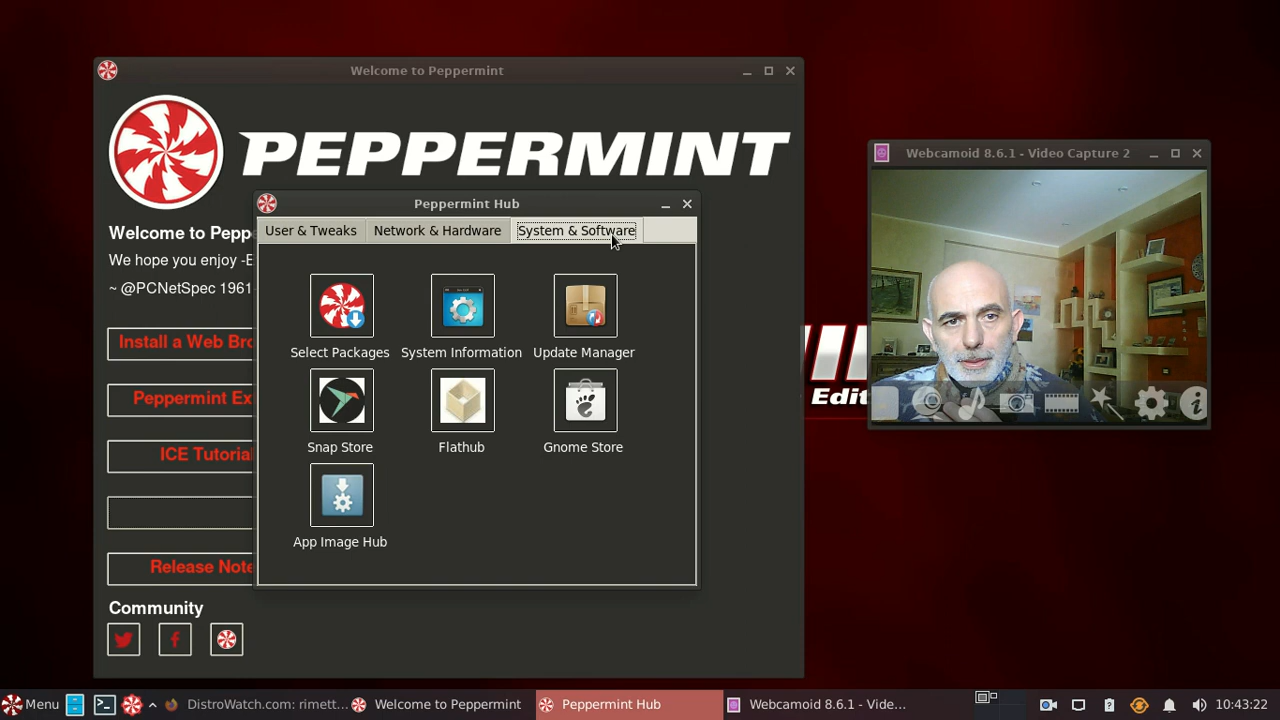 Welcome to Peppermint
PEPPERMINT
Welcome to Pepp
We hope you enjoy -E
~ @PCNetSpec 1961
Install a Web Bro
Peppermint Ex
ICE Tutoria
Release Note
Community
Peppermint Hub
User & Tweaks
Network & Hardware
System & Software
Select Packages
System Information
Update Manager
Snap Store
Flathub
Gnome Store
App Image Hub
Edit
Webcamoid 8.6.1 - Video Capture 2
Menu
DistroWatch.com: rimett...
Welcome to Peppermint
Peppermint Hub
Webcamoid 8.6.1 - Vide...
10:43:22